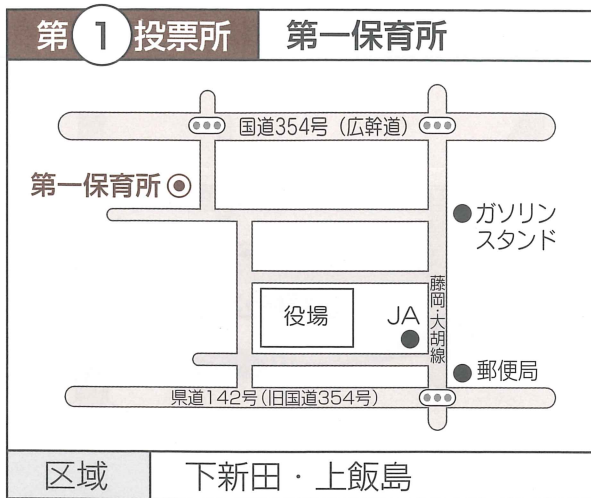 第1投票所 第一保育所
国道354号（広幹道）
第一保育所
ガソリン
スタンド
藤岡・大胡線
役場
JA
郵便局
県道142号（旧国道354号）
区域 下新田・上飯島